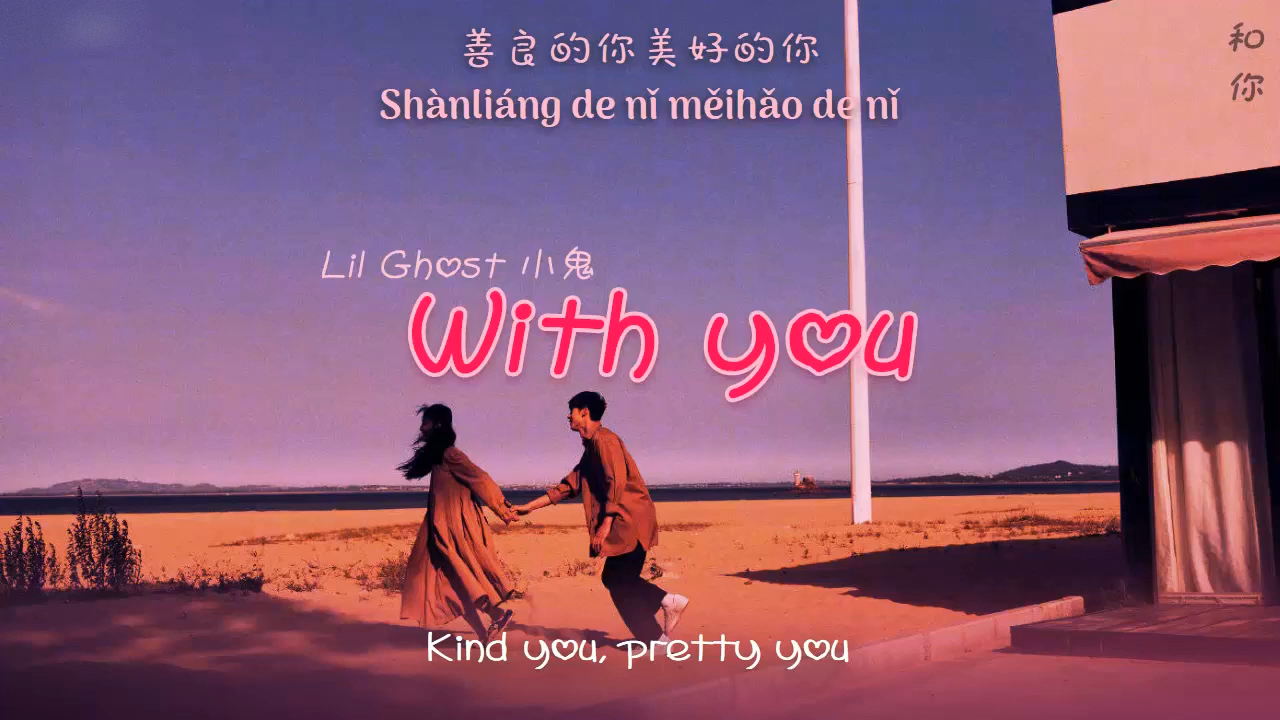 善良的你美好的你
Shànliáng de nǐ měihǎo de nǐ
和
你
Lil Ghost 小鬼
With you
Kind you, pretty you